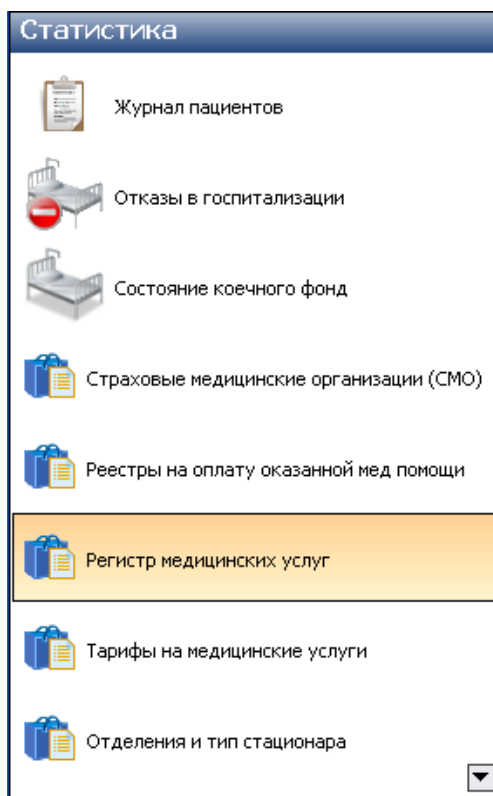 Статистика
Журнал пациентов
Отказы в госпитализации
Состояние коечного фонд
Страховые медицинские организации (СМО)
Реестры на оплату оказанной мед помощи
Регистр медицинских услуг
Тарифы на медицинские услуги
Отделения и тип стационара